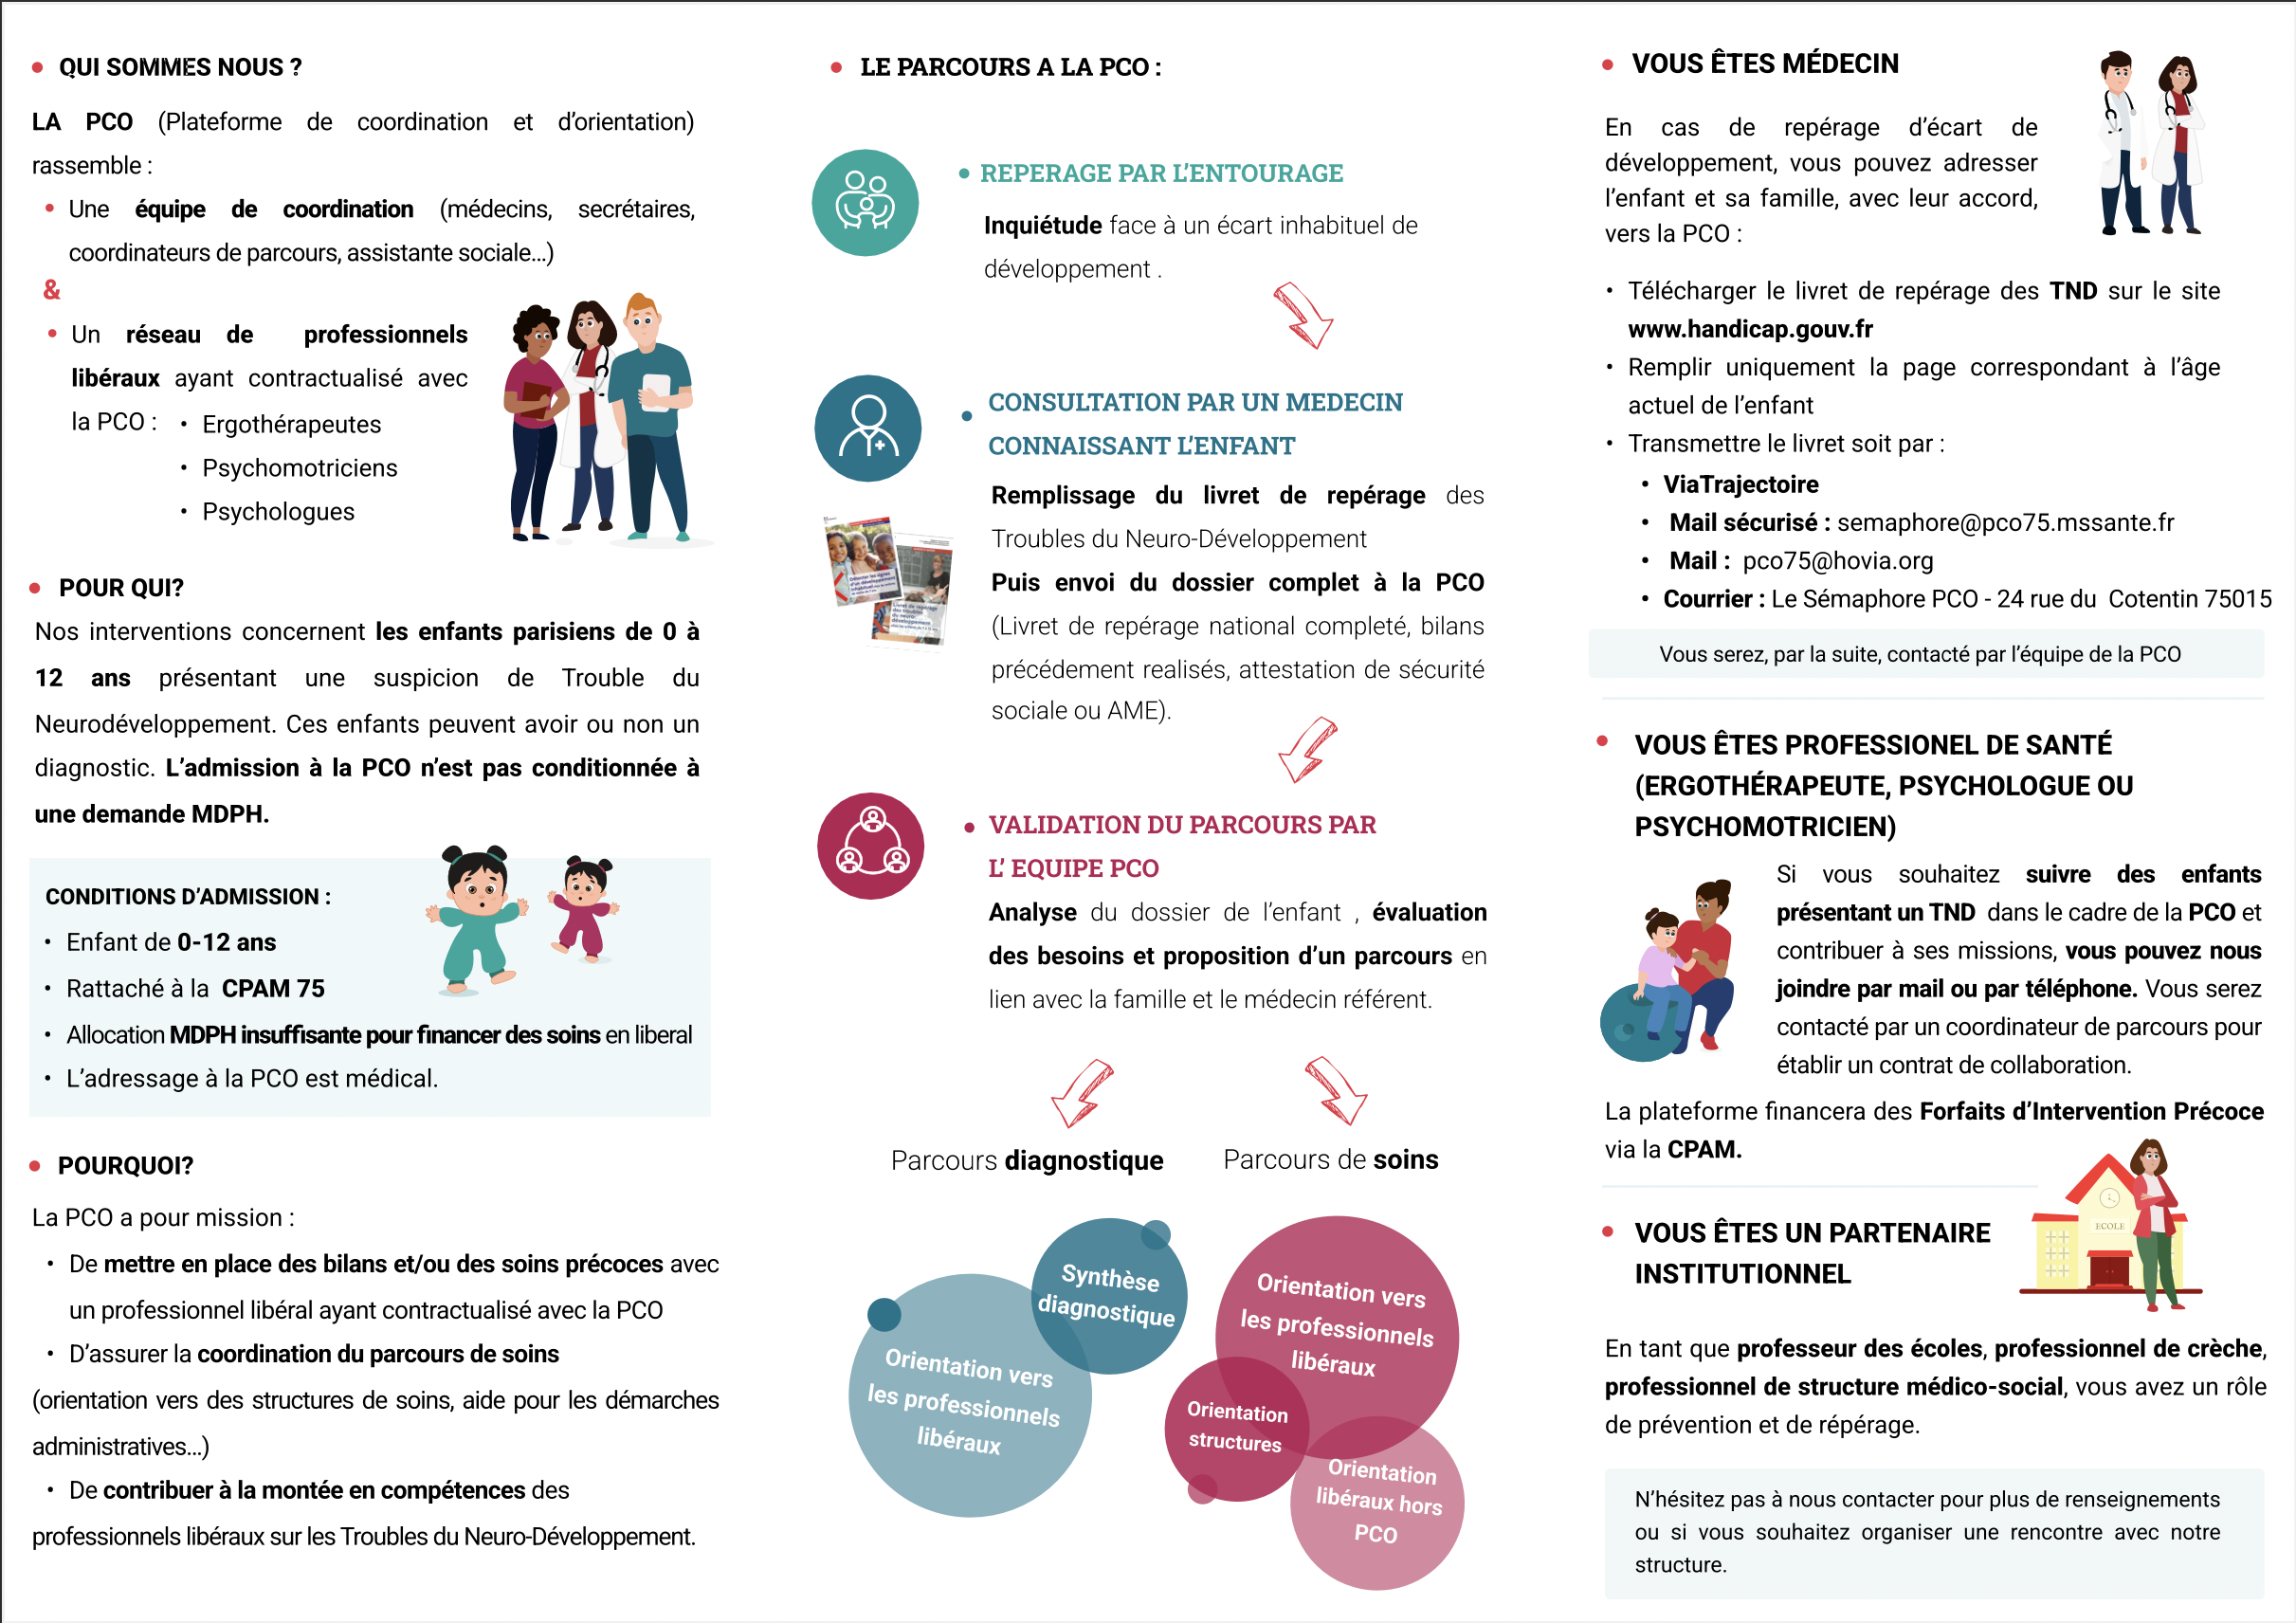 QUI SOMMES NOUS ?
LA PCO (Plateforme de coordination et d’orientation)
rassemble :
Une équipe de coordination (médecins, secrétaires,
coordinateurs de parcours, assistante sociale...)
&
Un réseau de professionnels
libéraux ayant contractualisé avec
la PCO :
• Ergothérapeutes
• Psychomotriciens
• Psychologues
POUR QUI?
Nos interventions concernent les enfants parisiens de 0 à
12 ans présentant une suspicion de Trouble du
Neurodéveloppement. Ces enfants peuvent avoir ou non un
diagnostic. L’admission à la PCO n’est pas conditionnée à
une demande MDPH.
CONDITIONS D’ADMISSION :
• Enfant de 0-12 ans
• Rattaché à la CPAM 75
• Allocation MDPH insuffisante pour financer des soins en liberal
• L’adressage à la PCO est médical.
POURQUOI?
La PCO a pour mission :
• De mettre en place des bilans et/ou des soins précoces avec
un professionnel libéral ayant contractualisé avec la PCO
• D’assurer la coordination du parcours de soins
(orientation vers des structures de soins, aide pour les démarches
administratives...)
• De contribuer à la montée en compétences des
professionnels libéraux sur les Troubles du Neuro-Développement.
LE PARCOURS A LA PCO :
REPERAGE PAR L’ENTOURAGE
Inquiétude face à un écart inhabituel de
développement .
CONSULTATION PAR UN MEDECIN
CONNAISSANT L’ENFANT
Remplissage du livret de repérage des
Troubles du Neuro-Développement
Puis envoi du dossier complet à la PCO
(Livret de repérage national completé, bilans
précédement realisés, attestation de sécurité
sociale ou AME).
VALIDATION DU PARCOURS PAR
L’ EQUIPE PCO
Analyse du dossier de l’enfant , évaluation
des besoins et proposition d’un parcours en
lien avec la famille et le médecin référent.
Parcours diagnostique
Parcours de soins
Synthèse
diagnostique
Orientation vers
les professionnels
libéraux
Orientation vers
les professionnels
libéraux
Orientation
structures
Orientation
libéraux hors
PCO
VOUS ÊTES MÉDECIN
En cas de repérage d’écart de
développement, vous pouvez adresser
l’enfant et sa famille, avec leur accord,
vers la PCO :
• Télécharger le livret de repérage des TND sur le site
www.handicap.gouv.fr
• Remplir uniquement la page correspondant à l’âge
actuel de l’enfant
• Transmettre le livret soit par :
• ViaTrajectoire
• Mail sécurisé : semaphore@pco75.mssante.fr
• Mail : pco75@hovia.org
• Courrier : Le Sémaphore PCO - 24 rue du Cotentin 75015
Vous serez, par la suite, contacté par l’équipe de la PCO
VOUS ÊTES PROFESSIONEL DE SANTÉ
(ERGOTHÉRAPEUTE, PSYCHOLOGUE OU
PSYCHOMOTRICIEN)
Si vous souhaitez suivre des enfants
présentant un TND dans le cadre de la PCO et
contribuer à ses missions, vous pouvez nous
joindre par mail ou par téléphone. Vous serez
contacté par un coordinateur de parcours pour
établir un contrat de collaboration.
La plateforme financera des Forfaits d’Intervention Précoce
via la CPAM.
ECOLE
VOUS ÊTES UN PARTENAIRE
INSTITUTIONNEL
En tant que professeur des écoles, professionnel de crèche,
professionnel de structure médico-social, vous avez un rôle
de prévention et de répérage.
N’hésitez pas à nous contacter pour plus de renseignements
ou si vous souhaitez organiser une rencontre avec notre
structure.